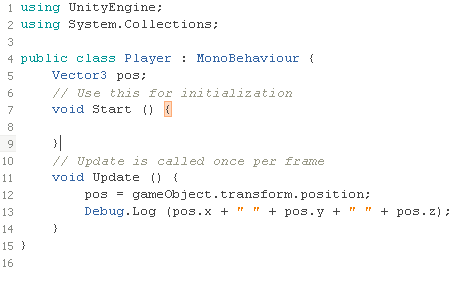 1 using UnityEngine;
2 using System.Collections;
3
4 public class Player : MonoBehaviour {
5     Vector3 pos;
6     // Use this for initialization
7     void Start () {
8
9     }
10     // Update is called once per frame
11     void Update () {
12         pos = gameObject.transform.position;
13         Debug.Log (pos.x + " " + pos.y + " " + pos.z);
14     }
15 }
16